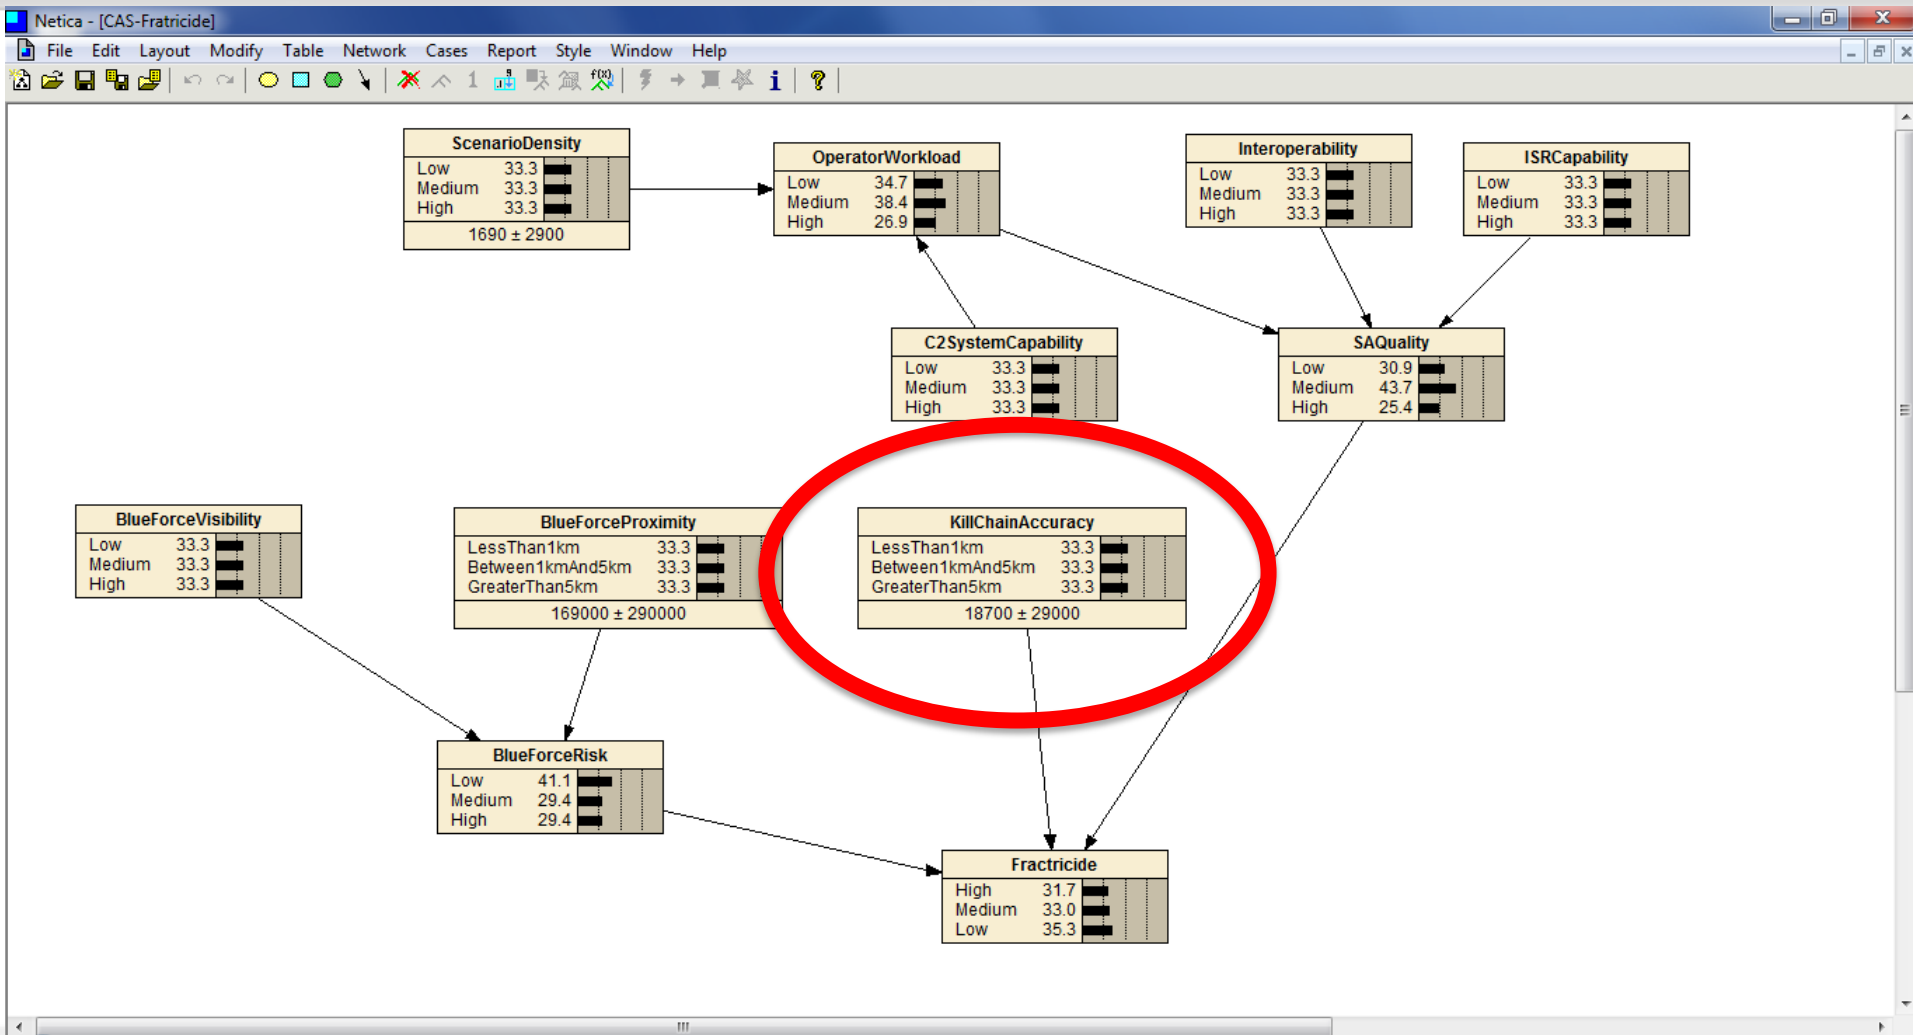 Netica - [CAS-Fratricide]
File Edit Layout Modify Table Network Cases Report Style Window Help
ScenarioDensity
Low 33.3
Medium 33.3
High 33.3
1690 ± 2900
OperatorWorkload
Low 34.7
Medium 38.4
High 26.9
Interoperability
Low 33.3
Medium 33.3
High 33.3
ISRCapability
Low 33.3
Medium 33.3
High 33.3
C2SystemCapability
Low 33.3
Medium 33.3
High 33.3
SAQuality
Low 30.9
Medium 43.7
High 25.4
BlueForceVisibility
Low 33.3
Medium 33.3
High 33.3
BlueForceProximity
LessThan1km 33.3
Between1kmAnd5km 33.3
GreaterThan5km 33.3
169000 ± 290000
KillChainAccuracy
LessThan1km 33.3
Between1kmAnd5km 33.3
GreaterThan5km 33.3
18700 ± 29000
BlueForceRisk
Low 41.1
Medium 29.4
High 29.4
Fractricide
High 31.7
Medium 33.0
Low 35.3